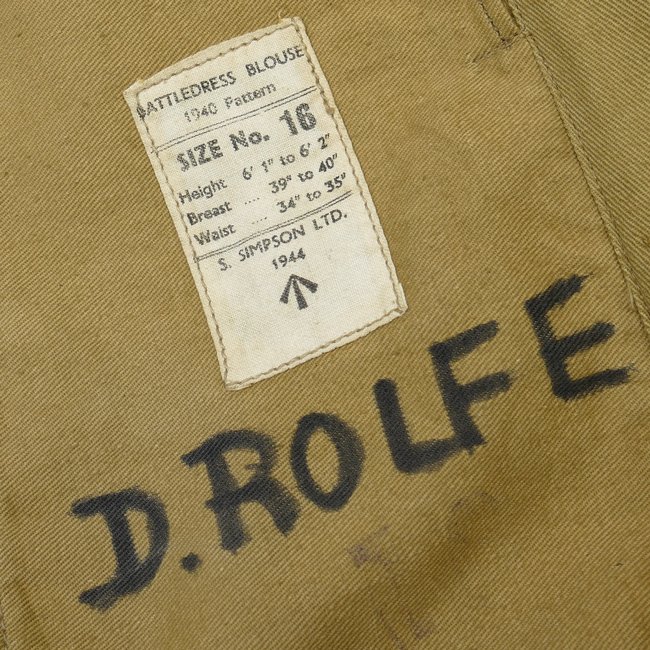 BATTLEDRESS BLOUSE
1940 Pattern
SIZE No. 16
Height 6' 1" to 6' 2"
Breast .... 39" to 40"
Waist .... 34" to 35"
S. SIMPSON LTD.
1944
D.ROLFE